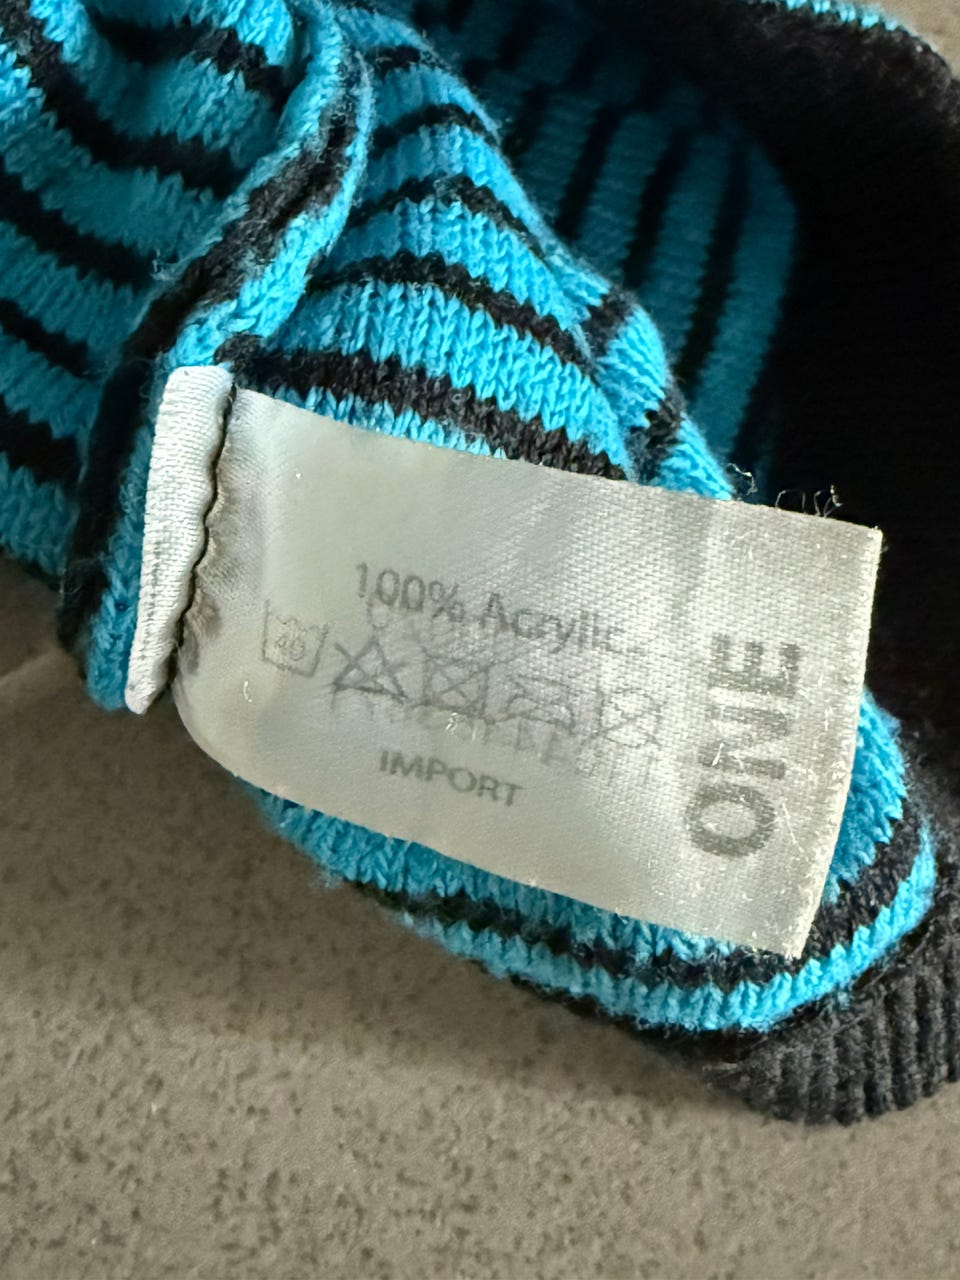 100% Acrylic
IMPORT
ONE